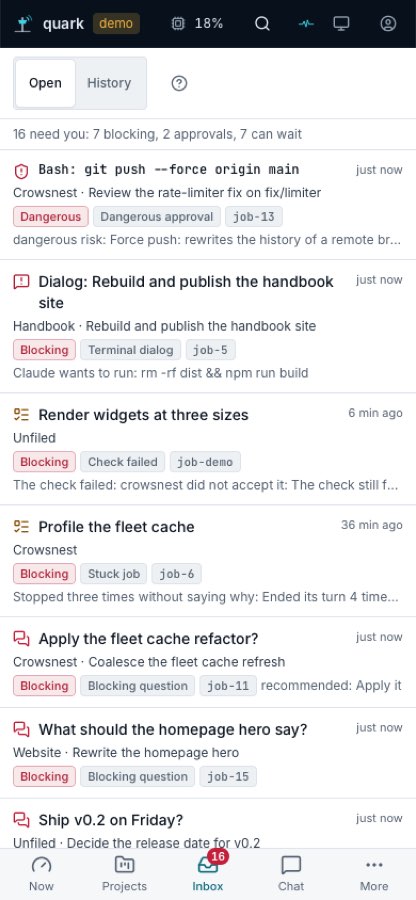 quark demo 18%
Open History
16 need you: 7 blocking, 2 approvals, 7 can wait
Bash: git push --force origin main just now
Crowsnest · Review the rate-limiter fix on fix/limiter
Dangerous Dangerous approval job-13
dangerous risk: Force push: rewrites the history of a remote br...
Dialog: Rebuild and publish the handbook just now
site
Handbook · Rebuild and publish the handbook site
Blocking Terminal dialog job-5
Claude wants to run: rm -rf dist && npm run build
Render widgets at three sizes 6 min ago
Unfiled
Blocking Check failed job-demo
The check failed: crowsnest did not accept it: The check still f...
Profile the fleet cache 36 min ago
Crowsnest
Blocking Stuck job job-6
Stopped three times without saying why: Ended its turn 4 time...
Apply the fleet cache refactor? just now
Crowsnest · Coalesce the fleet cache refresh
Blocking Blocking question job-11 recommended: Apply it
What should the homepage hero say? just now
Website · Rewrite the homepage hero
Blocking Blocking question job-15
Ship v0.2 on Friday? just now
Unfiled · Decide the release date for v0.2
16
Now Projects Inbox Chat More